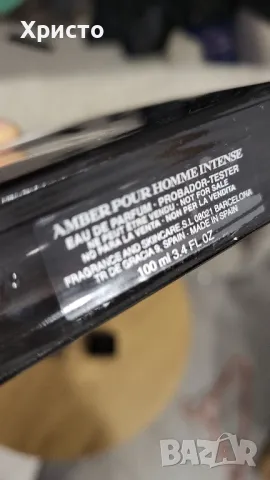 Христо
AMBER POUR HOMME INTENSE
EAU DE PARFUM - PROBADOR-TESTER
NE PEUT ÊTRE VENDU - NOT FOR SALE
NO PARA LA VENTA - NON PER LA VENDITA
FRAGRANCE AND SKINCARE, S.L 08021 BARCELONA
TR DE GRACIA 9, SPAIN - MADE IN SPAIN
100 ml 3.4 FL OZ
BAZAR